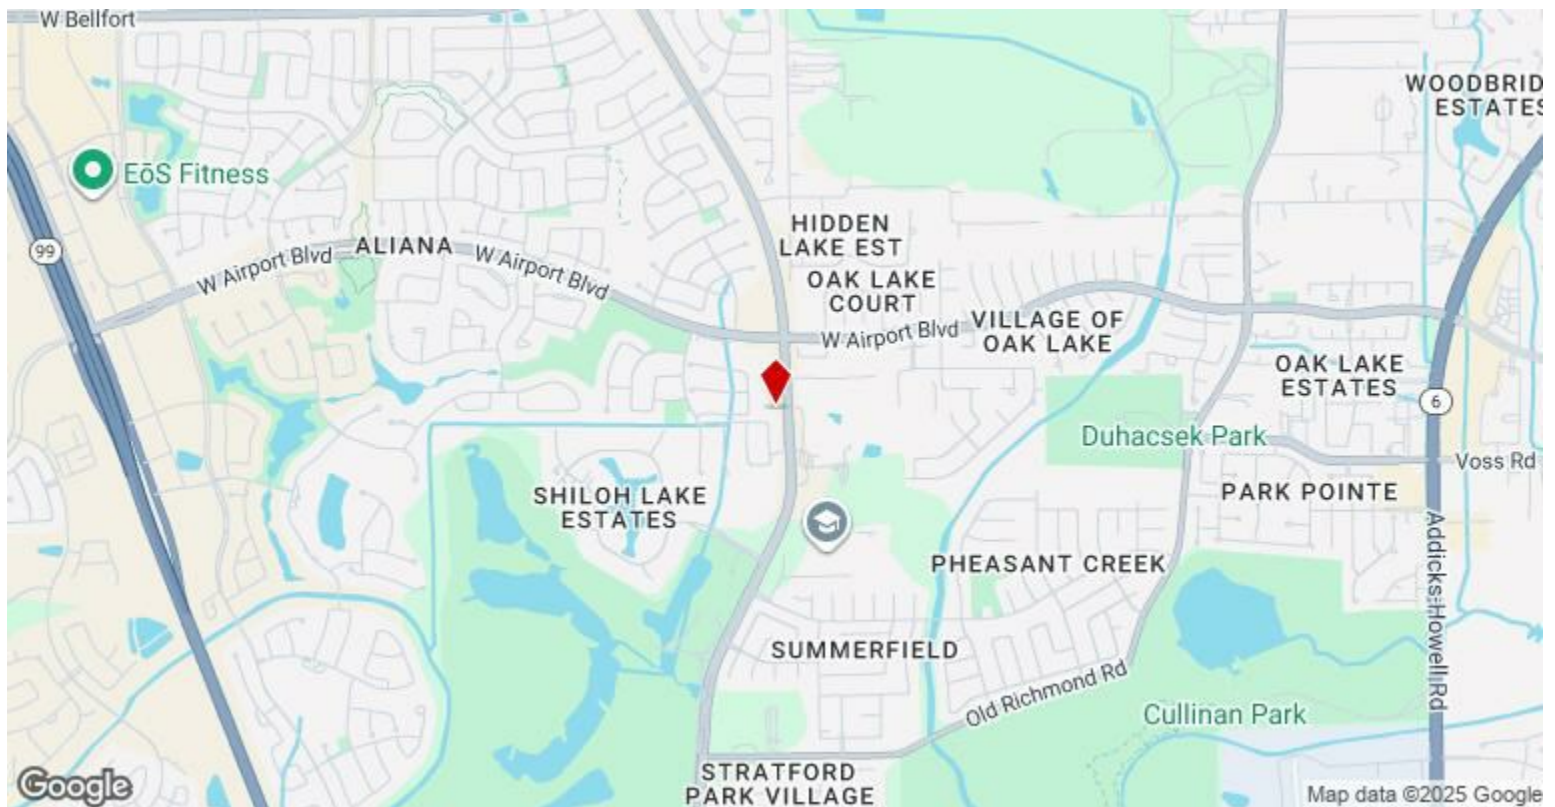 W Bellfort
WOODBRID
ESTATES
EōS Fitness
99
W Airport Blvd
ALIANA
W Airport Blvd
HIDDEN
LAKE EST
OAK LAKE
COURT
W Airport Blvd
VILLAGE OF
OAK LAKE
OAK LAKE
ESTATES
6
Duhacsek Park
Voss Rd
SHILOH LAKE
ESTATES
PARK POINTE
PHEASANT CREEK
Addicks-Howell Rd
SUMMERFIELD
Old Richmond Rd
Cullinan Park
STRATFORD
PARK VILLAGE
Google
Map data ©2025 Google